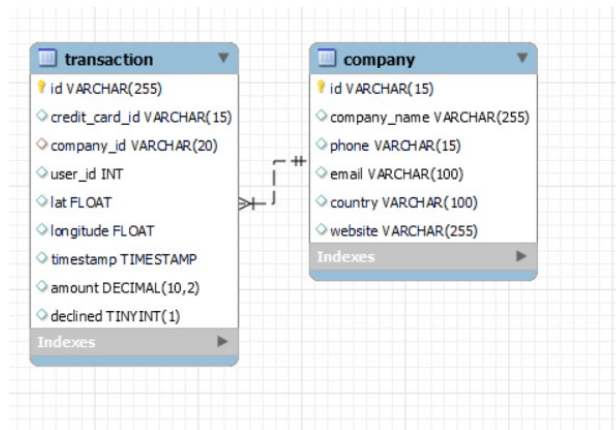 transaction
id VARCHAR(255)
credit_card_id VARCHAR(15)
company_id VARCHAR(20)
user_id INT
lat FLOAT
longitude FLOAT
timestamp TIMESTAMP
amount DECIMAL(10,2)
declined TINYINT(1)
Indexes
company
id VARCHAR(15)
company_name VARCHAR(255)
phone VARCHAR(15)
email VARCHAR(100)
country VARCHAR(100)
website VARCHAR(255)
Indexes